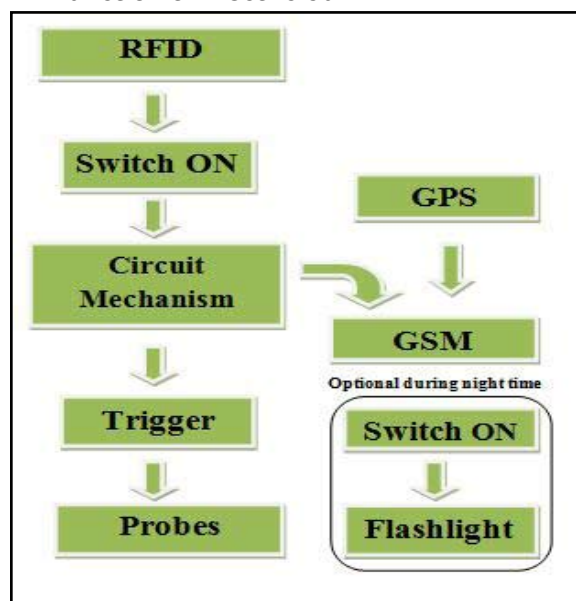 RFID
Switch ON
Circuit
Mechanism
Trigger
Probes
GPS
GSM
Optional during night time
Switch ON
Flashlight